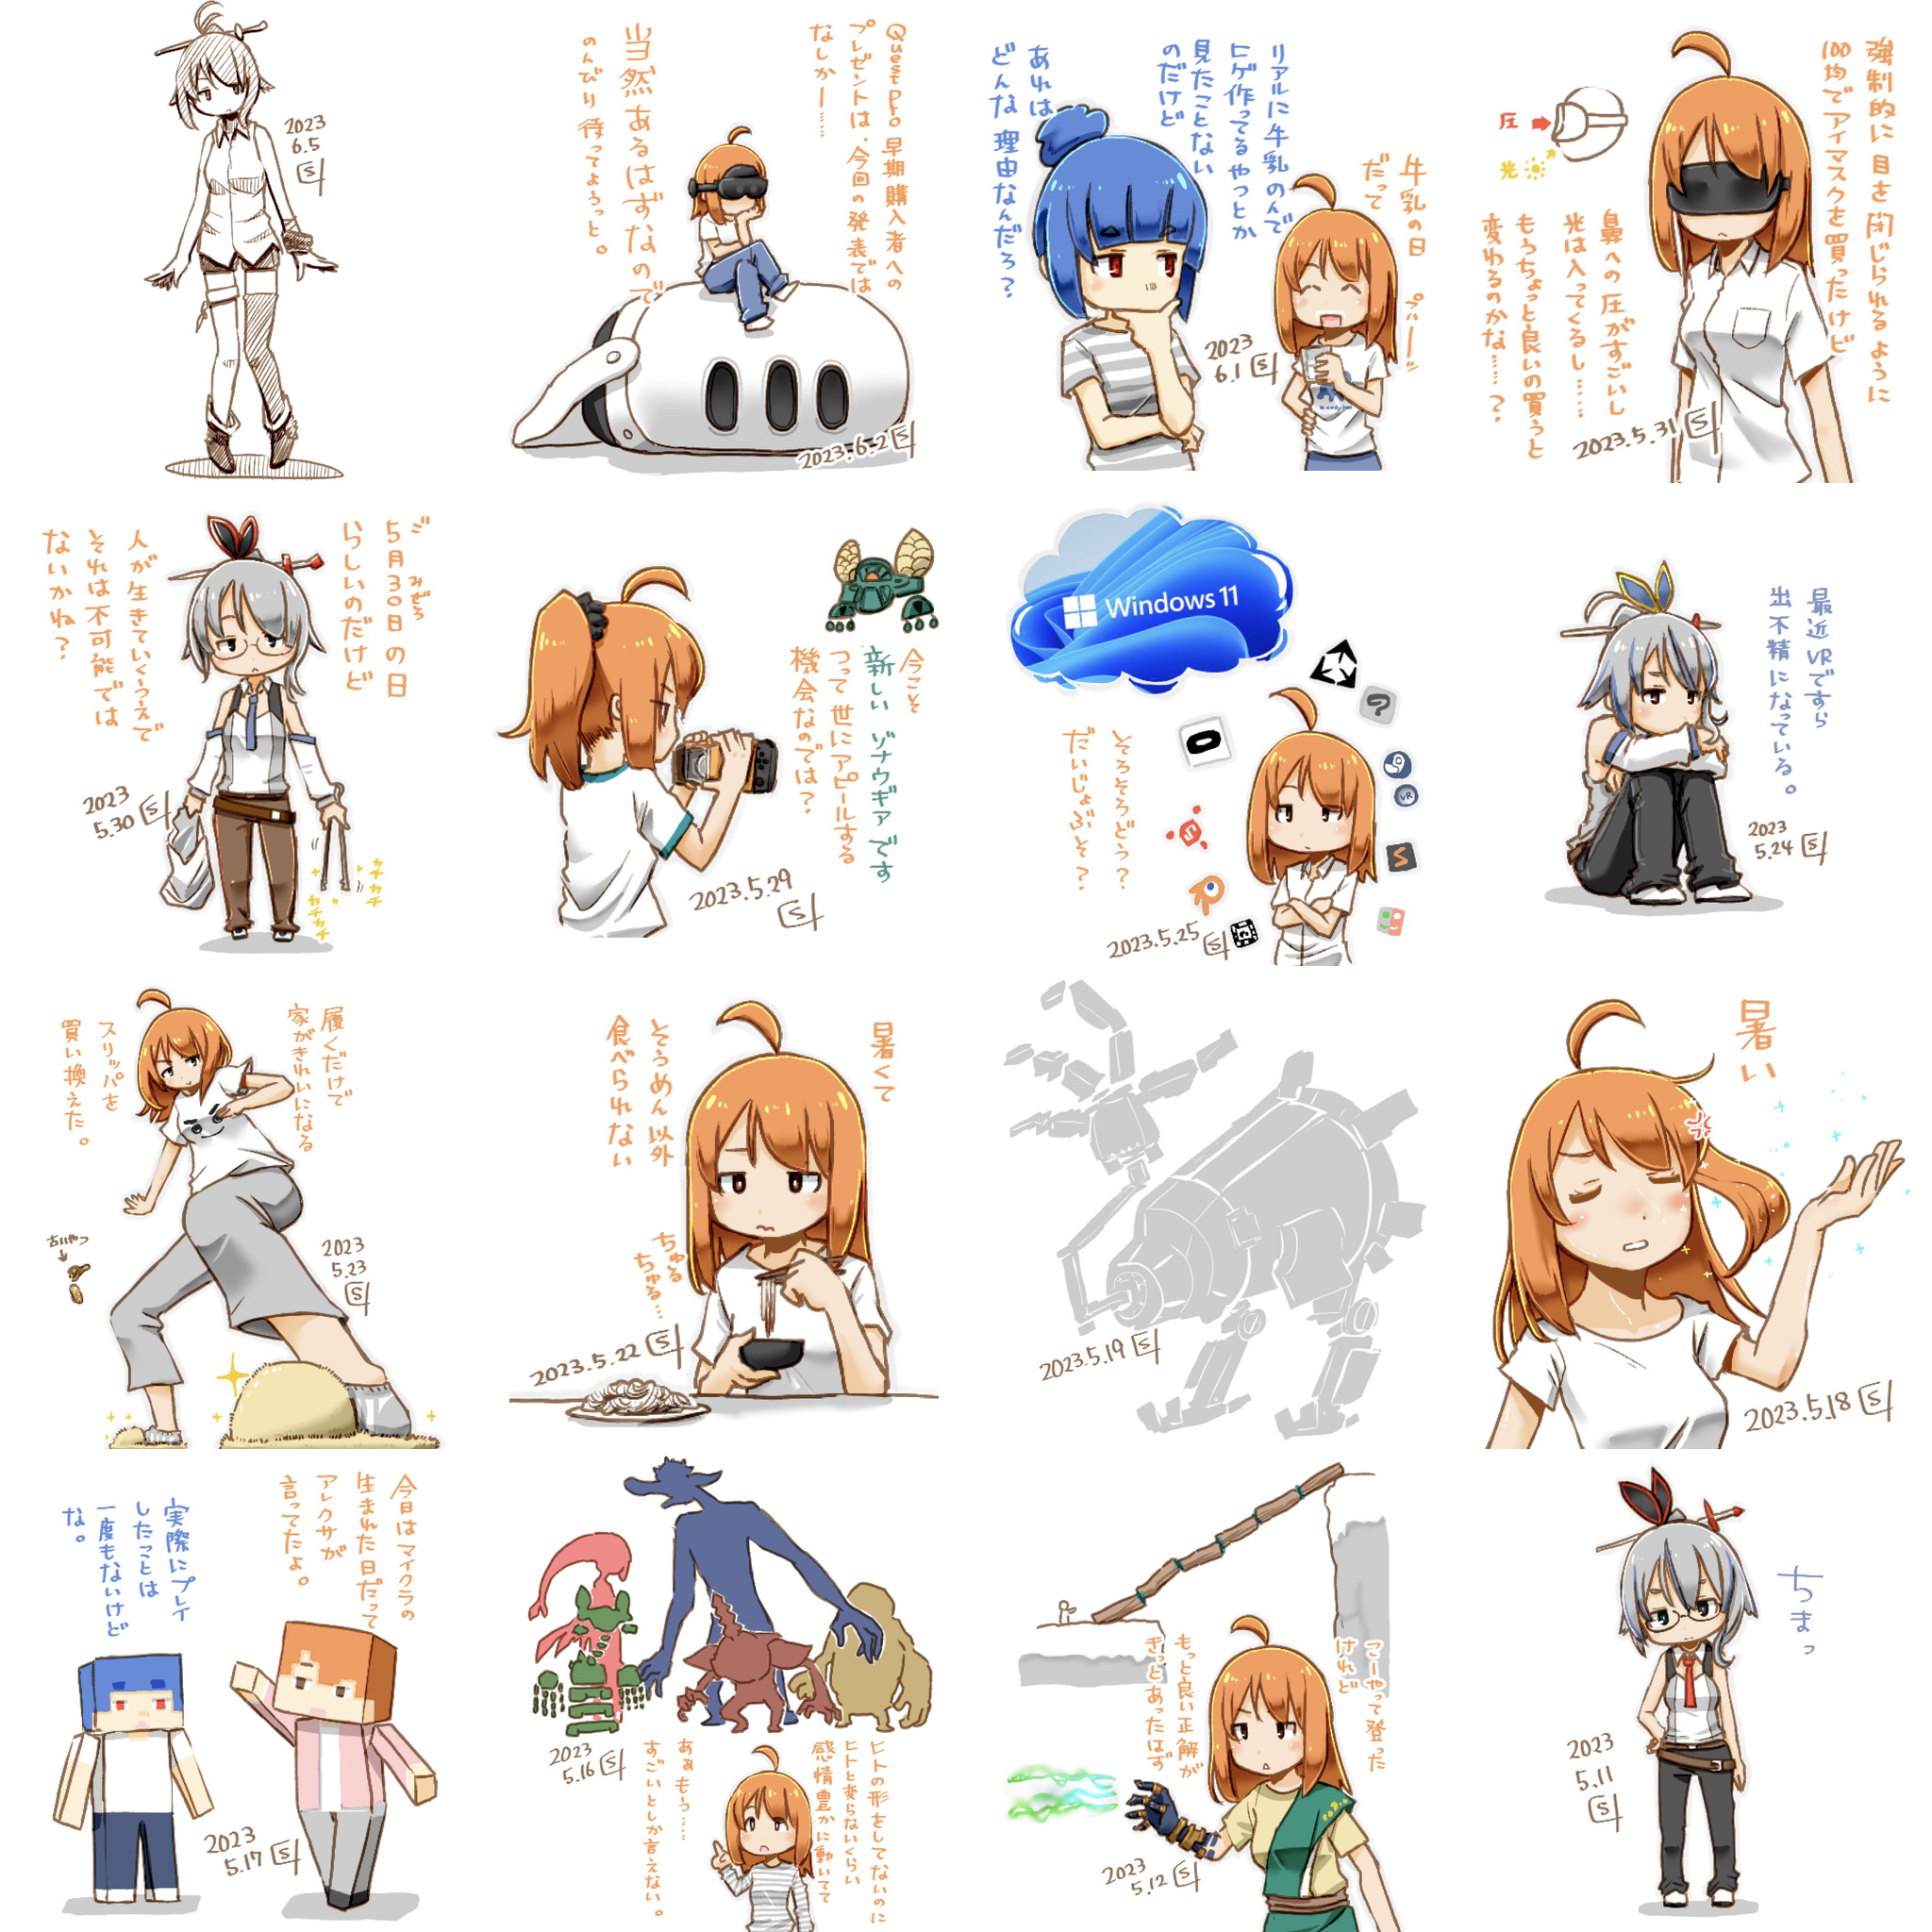 2023
6.5
Quest Pro 早期購入者への
プレゼントは、今回の発表では
なしかー……
当然あるはずなので
のんびり待ってよろっと。
2023.6.2
牛乳の日
だって
プハーッ
リアルに牛乳のんで
ヒゲ作ってるやっとか
見たことない
のだけど
あれは
どんな理由なんだろ?
2023
6.1
強制的に目を閉じられるように
100均でアイマスクを買ったけど
圧
光
鼻への圧がすごいし
光は入ってくるし……
もうちょっと良いの買うと
変わるのかな……?
2023.5.31
ご みぜろ
5月30日の日
らしいのだけど
人が生きていくうえで
それは不可能では
ないかね?
カチカチ
カチカチ
2023
5.30
今こそ
新しい ゾナウギアです
つって世にアピールする
機会なのでは?
2023.5.29
Windows 11
そろそろどう?
だいじょぶそ?
VR
2023.5.25
最近VRですら
出不精になっている。
2023
5.24
履くだけで
家がきれいになる
スリッパを
買い換えた。
古いやつ
2023
5.23
暑くて
そうめん以外
食べられない
ちゅる
ちゅる…
2023.5.22
2023.5.19
暑い
2023.5.18
今日はマイクラの
生まれた日だって
アレクサが
言ってたよ。
実際にプレイ
したことは
一度もないけど
な。
2023
5.17
2023
5.16
ヒトの形をしてないのに
ヒトと変らないくらい
感情豊かに動いてて
あぁもう……
すごいとしか言えない。
こーやって登った
けれど
もっと良い正解が
きっとあったはず
2023
5.12
ちまっ
2023
5.11